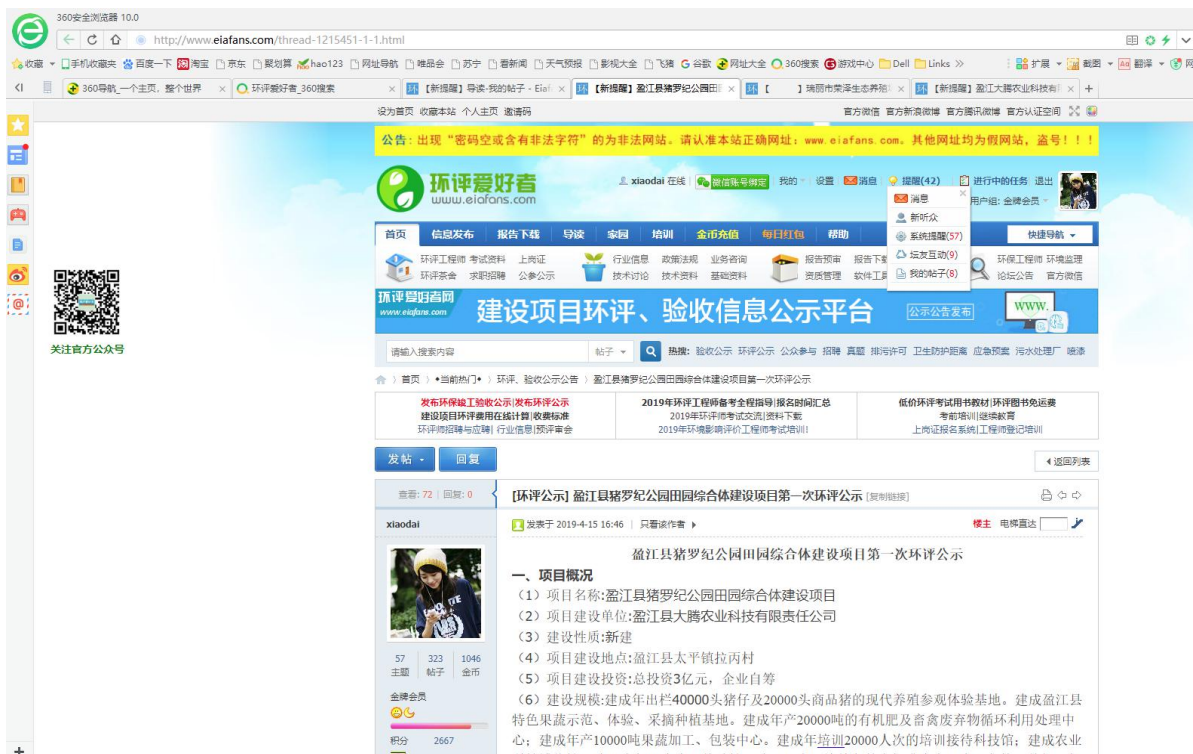 360安全浏览器 10.0
http://www.eiafans.com/thread-1215451-1-1.html
收藏 手机收藏夹 百度一下 淘宝 京东 聚划算 hao123 网址导航 唯品会 苏宁 看新闻 天气预报 影视大全 飞猪 谷歌 网址大全 360搜索 游戏中心 Dell Links » 扩展 截图 翻译 网
360导航_一个主页，整个世界 × 环评爱好者_360搜索 × 【新提醒】导读-我的帖子 - Eiaf × 【新提醒】盈江县猪罗纪公园田园 × 【 】瑞丽市荣泽生态养殖 × 【新提醒】盈江大腾农业科技有 × +
设为首页 收藏本站 个人主页 邀请码 官方微信 官方新浪微博 官方腾讯微博 官方认证空间
公告：出现“密码空或含有非法字符”的为非法网站。请认准本站正确网址：www.eiafans.com。其他网址均为假网站，盗号！！！
环评爱好者
www.eiafans.com
xiaodai 在线 微信账号绑定 我的 设置 消息 提醒(42) 进行中的任务 退出
用户组: 金牌会员
消息
新听众
系统提醒(57)
坛友互动(9)
我的帖子(8)
首页 信息发布 报告下载 导读 家园 培训 金币充值 每日红包 帮助 快捷导航
环评工程师 考试资料 上岗证 行业信息 政策法规 业务咨询 报告预审 报告下载 环保工程师 环境监理
环评茶会 求职招聘 公参公示 技术讨论 技术资料 基础资料 资质管理 软件工具 论坛公告 官方微信
环评爱好者网
www.eiafans.com
建设项目环评、验收信息公示平台
公示公告发布
WWW.
关注官方公众号
请输入搜索内容 帖子 热搜: 验收公示 环评公示 公众参与 招聘 真题 排污许可 卫生防护距离 应急预案 污水处理厂 喷漆
首页 › •当前热门• › 环评、验收公示公告 › 盈江县猪罗纪公园田园综合体建设项目第一次环评公示
发布环保竣工验收公示|发布环评公示 2019年环评工程师备考全程指导|报名时间汇总 低价环评考试用书教材|环评图书免运费
建设项目环评费用在线计算|收费标准 2019年环评师考试交流|资料下载 考前培训|继续教育
环评师招聘与应聘| 行业信息|预评审会 2019年环境影响评价工程师考试培训! 上岗证报名系统|工程师登记培训
发帖 回复 返回列表
查看: 72 | 回复: 0 [环评公示] 盈江县猪罗纪公园田园综合体建设项目第一次环评公示 [复制链接]
xiaodai 发表于 2019-4-15 16:46 | 只看该作者 楼主 电梯直达
盈江县猪罗纪公园田园综合体建设项目第一次环评公示
一、项目概况
（1）项目名称:盈江县猪罗纪公园田园综合体建设项目
（2）项目建设单位:盈江县大腾农业科技有限责任公司
（3）建设性质:新建
（4）项目建设地点:盈江县太平镇拉丙村
（5）项目建设投资:总投资3亿元，企业自筹
（6）建设规模:建成年出栏40000头猪仔及20000头商品猪的现代养殖参观体验基地。建成盈江县
特色果蔬示范、体验、采摘种植基地。建成年产20000吨的有机肥及畜禽废弃物循环利用处理中
心；建成年产10000吨果蔬加工、包装中心。建成年培训20000人次的培训接待科技馆；建成农业
57 323 1046
主题 帖子 金币
金牌会员
积分 2667